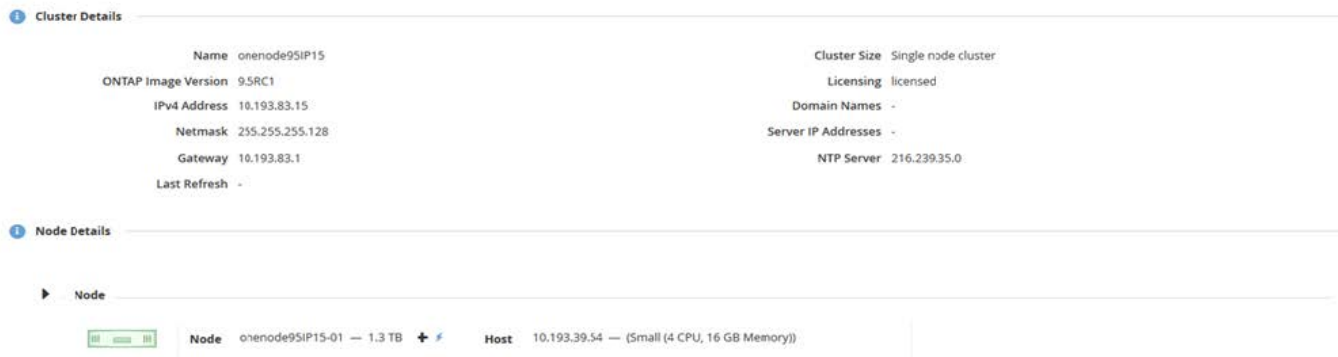 Cluster Details
Name onenode95IP15
ONTAP Image Version 9.5RC1
IPv4 Address 10.193.83.15
Netmask 255.255.255.128
Gateway 10.193.83.1
Last Refresh -
Cluster Size Single node cluster
Licensing licensed
Domain Names -
Server IP Addresses -
NTP Server 216.239.35.0
Node Details
Node
Node onenode95IP15-01 — 1.3 TB Host 10.193.39.54 — (Small (4 CPU, 16 GB Memory))